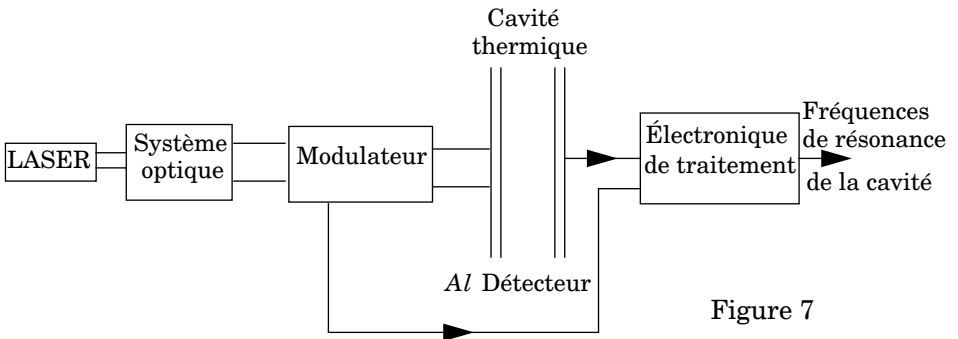 Cavité
thermique
LASER
Système
optique
Modulateur
Électronique
de traitement
Fréquences
de résonance
de la cavité
Al Détecteur
Figure 7